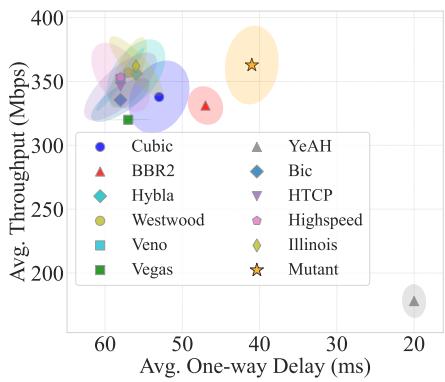 400
350
300
250
200
Avg. Throughput (Mbps)
Cubic
BBR2
Hybla
Westwood
Veno
Vegas
YeAH
Bic
HTCP
Highspeed
Illinois
Mutant
60 50 40 30 20
Avg. One-way Delay (ms)